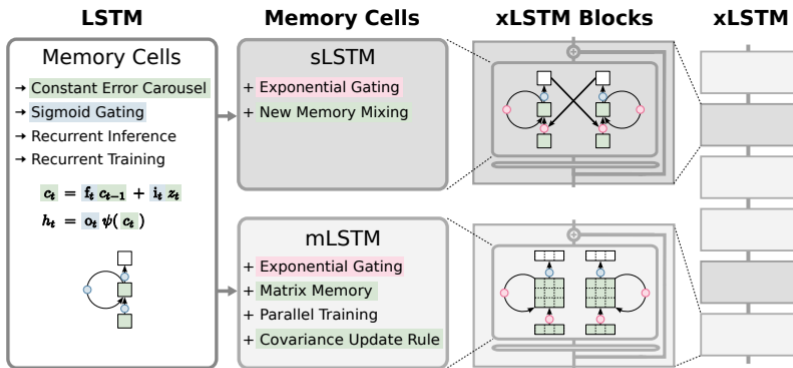 LSTM
Memory Cells
→ Constant Error Carousel
→ Sigmoid Gating
→ Recurrent Inference
→ Recurrent Training
c_t = f_t c_{t−1} + i_t z_t
h_t = o_t ψ( c_t )
Memory Cells
sLSTM
+ Exponential Gating
+ New Memory Mixing
mLSTM
+ Exponential Gating
+ Matrix Memory
+ Parallel Training
+ Covariance Update Rule
xLSTM Blocks
xLSTM